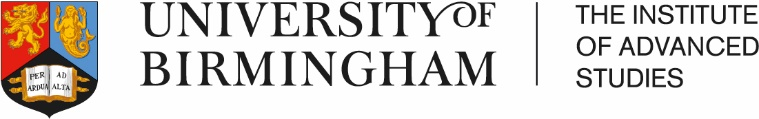 UNIVERSITY OF
BIRMINGHAM
THE INSTITUTE
OF ADVANCED
STUDIES
PER AD
ARDUA ALTA